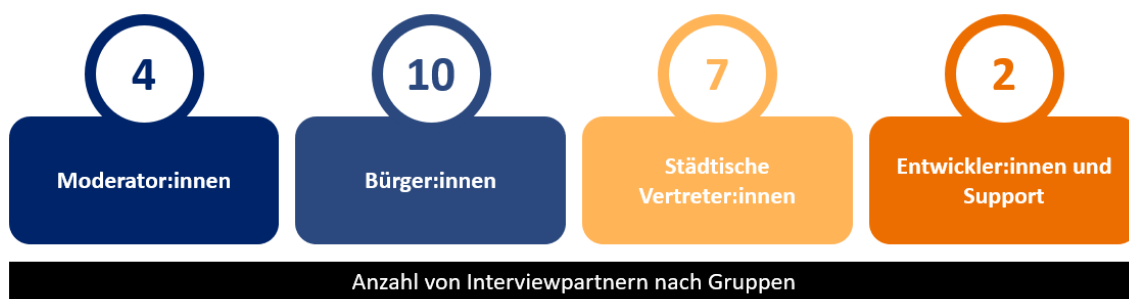 4
10
7
2
Moderator:innen
Bürger:innen
Städtische
Vertreter:innen
Entwickler:innen und
Support
Anzahl von Interviewpartnern nach Gruppen